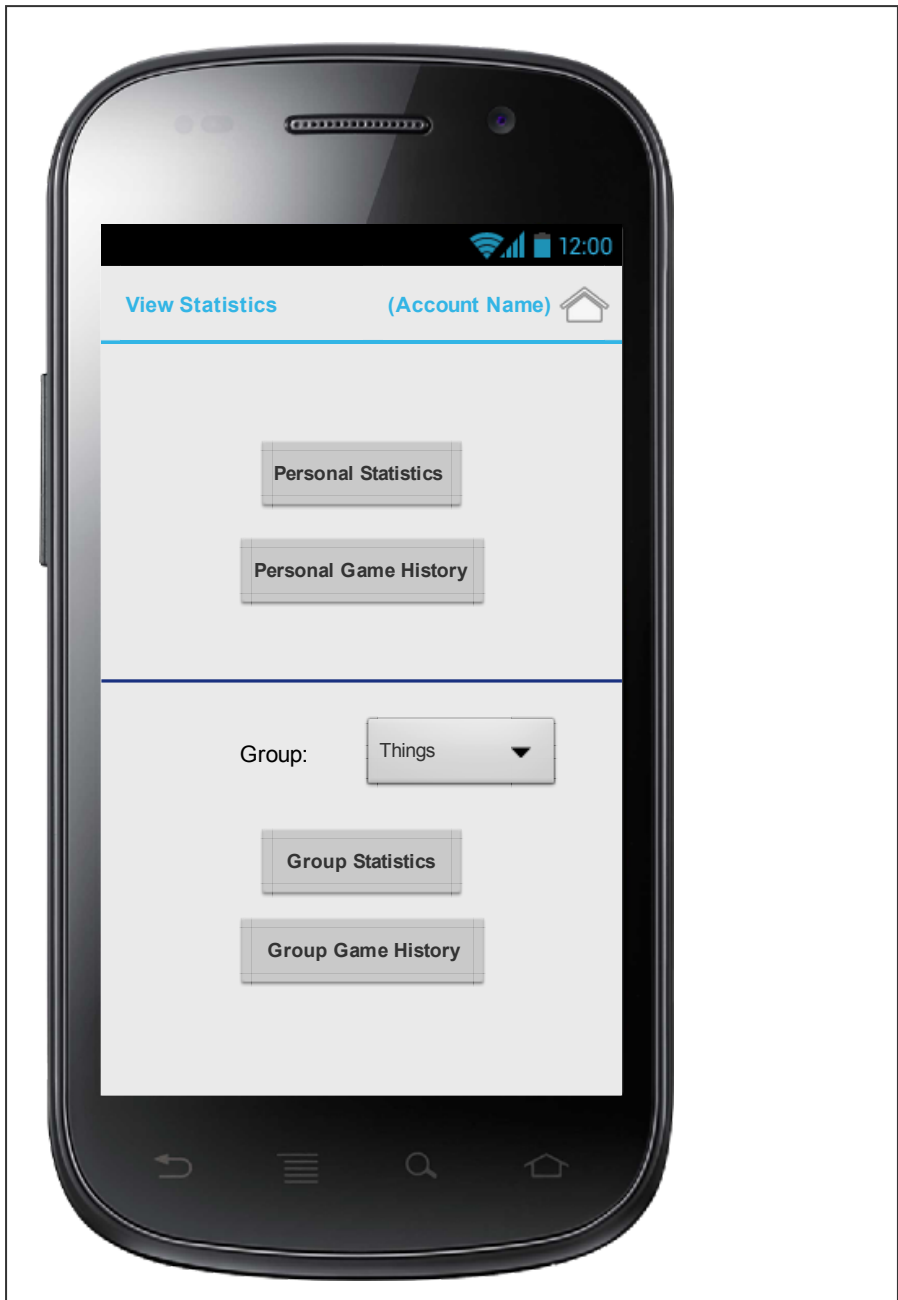 12:00
View Statistics (Account Name)
Personal Statistics
Personal Game History
Group: Things
Group Statistics
Group Game History